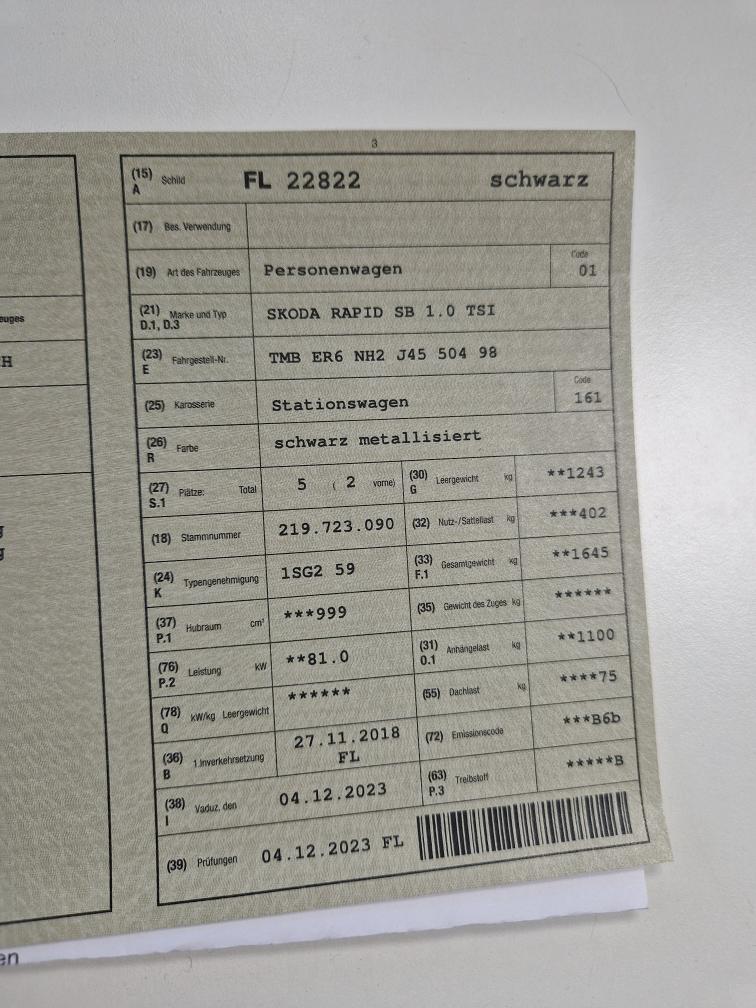 3
(15) Schild FL 22822 schwarz
A
(17) Bes. Verwendung
(19) Art des Fahrzeuges Personenwagen Code 01
(21) Marke und Typ SKODA RAPID SB 1.0 TSI
D.1, D.3
(23) Fahrgestell-Nr. TMB ER6 NH2 J45 504 98
E
(25) Karosserie Stationswagen Code 161
(26) Farbe schwarz metallisiert
R
(27) Plätze: Total 5 ( 2 vorne) (30) Leergewicht kg **1243
S.1 G
(18) Stammnummer 219.723.090 (32) Nutz-/Sattellast kg ***402
(24) Typengenehmigung 1SG2 59 (33) Gesamtgewicht kg **1645
K F.1
(37) Hubraum cm³ ***999 (35) Gewicht des Zuges kg ******
P.1
(76) Leistung kW **81.0 (31) Anhängelast kg **1100
P.2 O.1
(78) kW/kg Leergewicht ****** (55) Dachlast kg ****75
Q
(36) 1.Inverkehrsetzung 27.11.2018 FL (72) Emissionscode ***B6b
B
(38) Vaduz, den 04.12.2023 (63) Treibstoff *****B
I P.3
(39) Prüfungen 04.12.2023 FL
euges
H
g
g
en